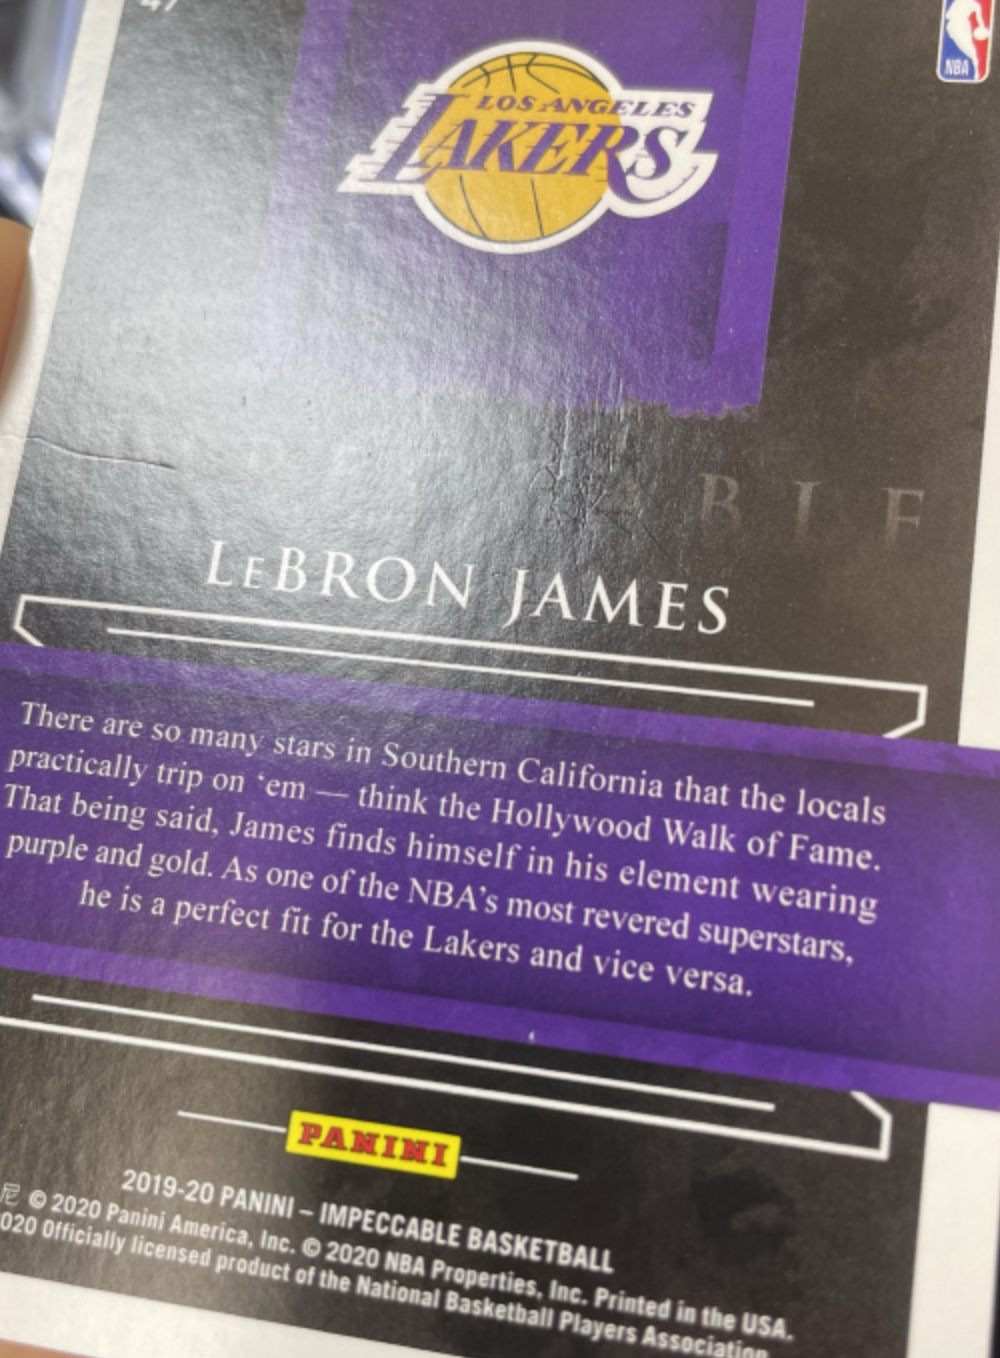 47
NBA
LOS ANGELES
LAKERS
ABLE
LEBRON JAMES
There are so many stars in Southern California that the locals
practically trip on ‘em — think the Hollywood Walk of Fame.
That being said, James finds himself in his element wearing
purple and gold. As one of the NBA’s most revered superstars,
he is a perfect fit for the Lakers and vice versa.
PANINI
2019-20 PANINI – IMPECCABLE BASKETBALL
© 2020 Panini America, Inc. © 2020 NBA Properties, Inc. Printed in the USA.
020 Officially licensed product of the National Basketball Players Association